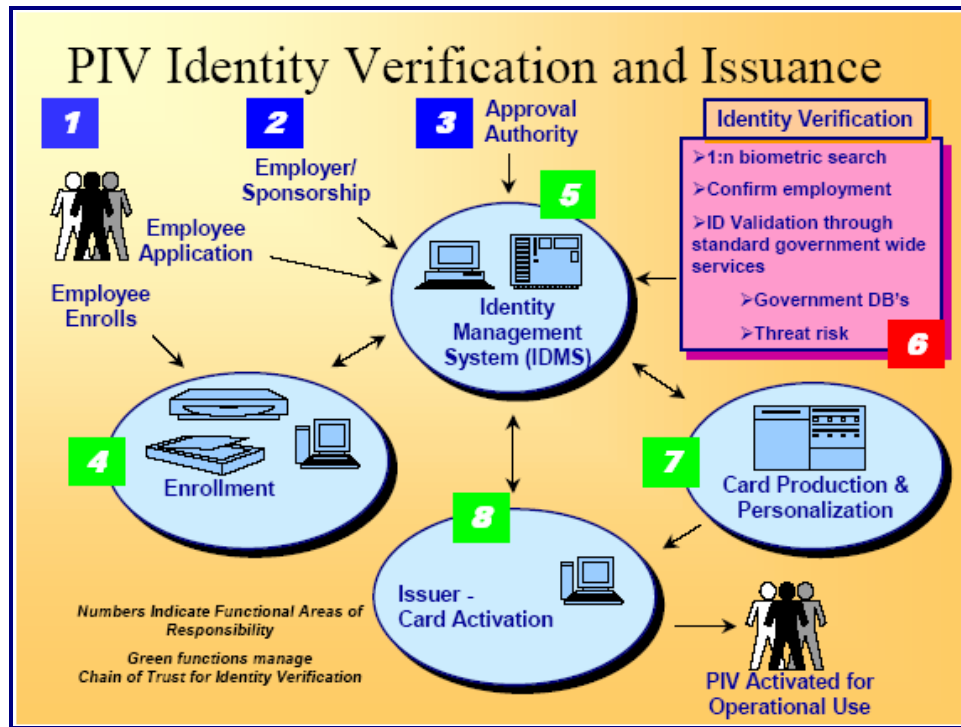 PIV Identity Verification and Issuance
1
2
3
Approval
Authority
Identity Verification
➢1:n biometric search
➢Confirm employment
➢ID Validation through
standard government wide
services
➢Government DB's
➢Threat risk
6
Employer/
Sponsorship
Employee
Application
Employee
Enrolls
5
Identity
Management
System (IDMS)
4
Enrollment
7
Card Production &
Personalization
8
Issuer -
Card Activation
Numbers Indicate Functional Areas of
Responsibility
Green functions manage
Chain of Trust for Identity Verification
PIV Activated for
Operational Use